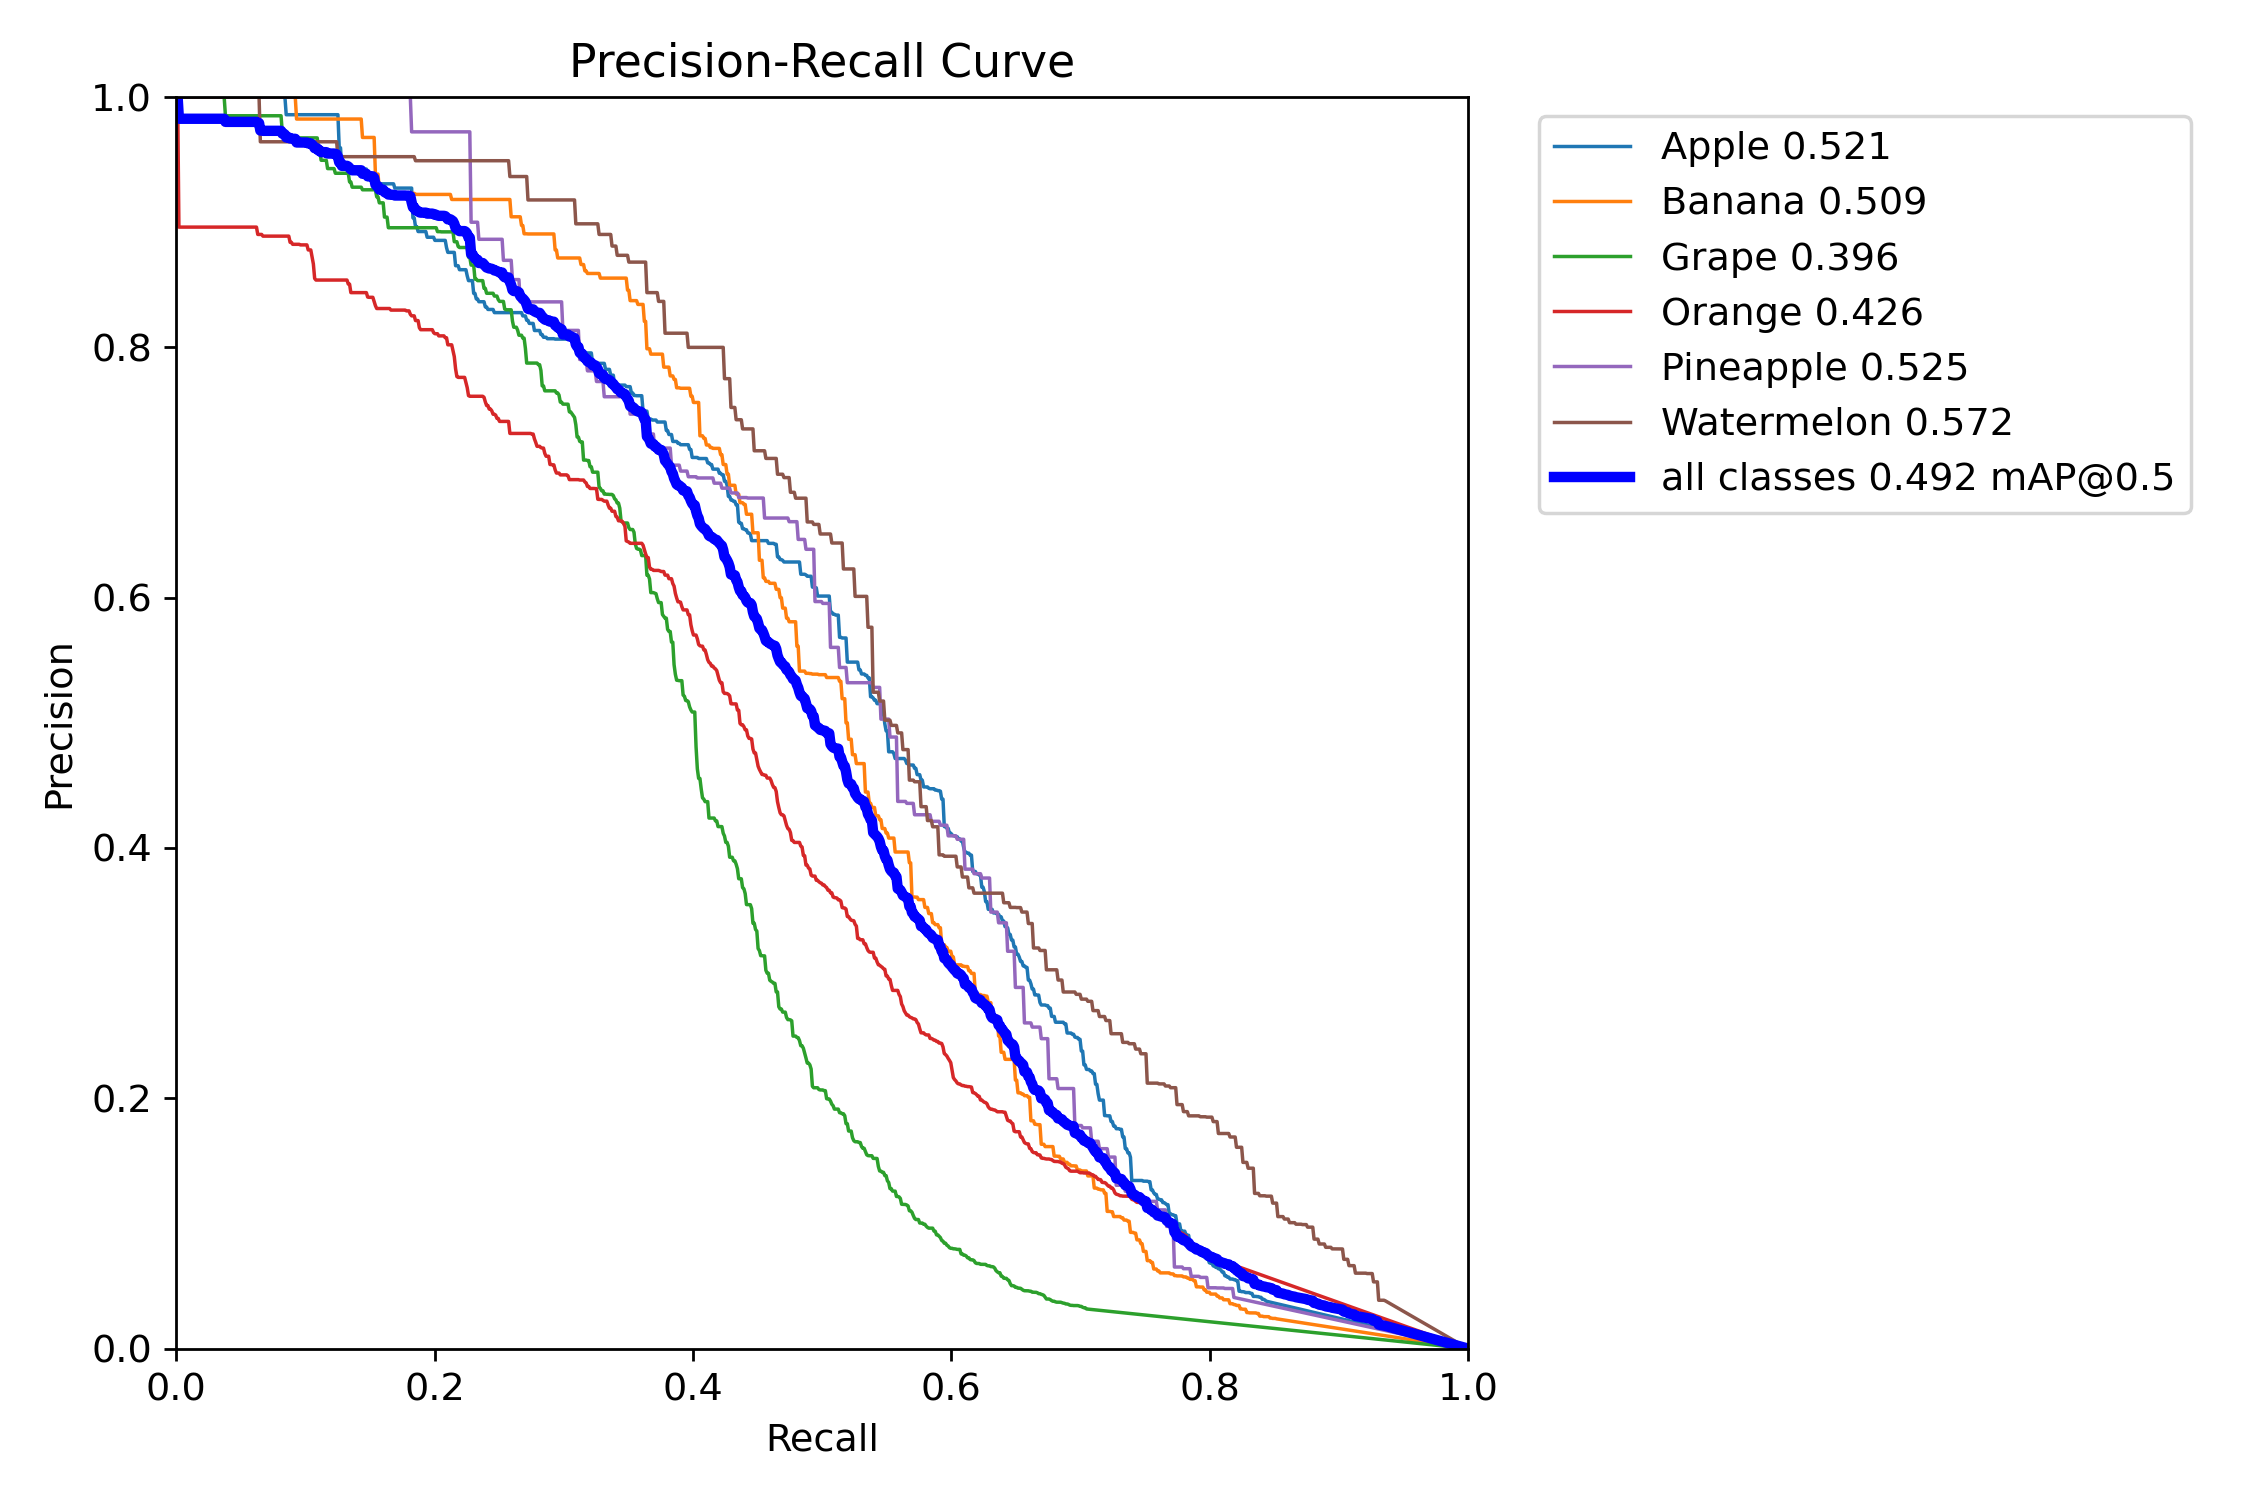 Precision-Recall Curve
1.0
0.8
0.6
0.4
0.2
0.0
Precision
0.0 0.2 0.4 0.6 0.8 1.0
Recall
Apple 0.521
Banana 0.509
Grape 0.396
Orange 0.426
Pineapple 0.525
Watermelon 0.572
all classes 0.492 mAP@0.5